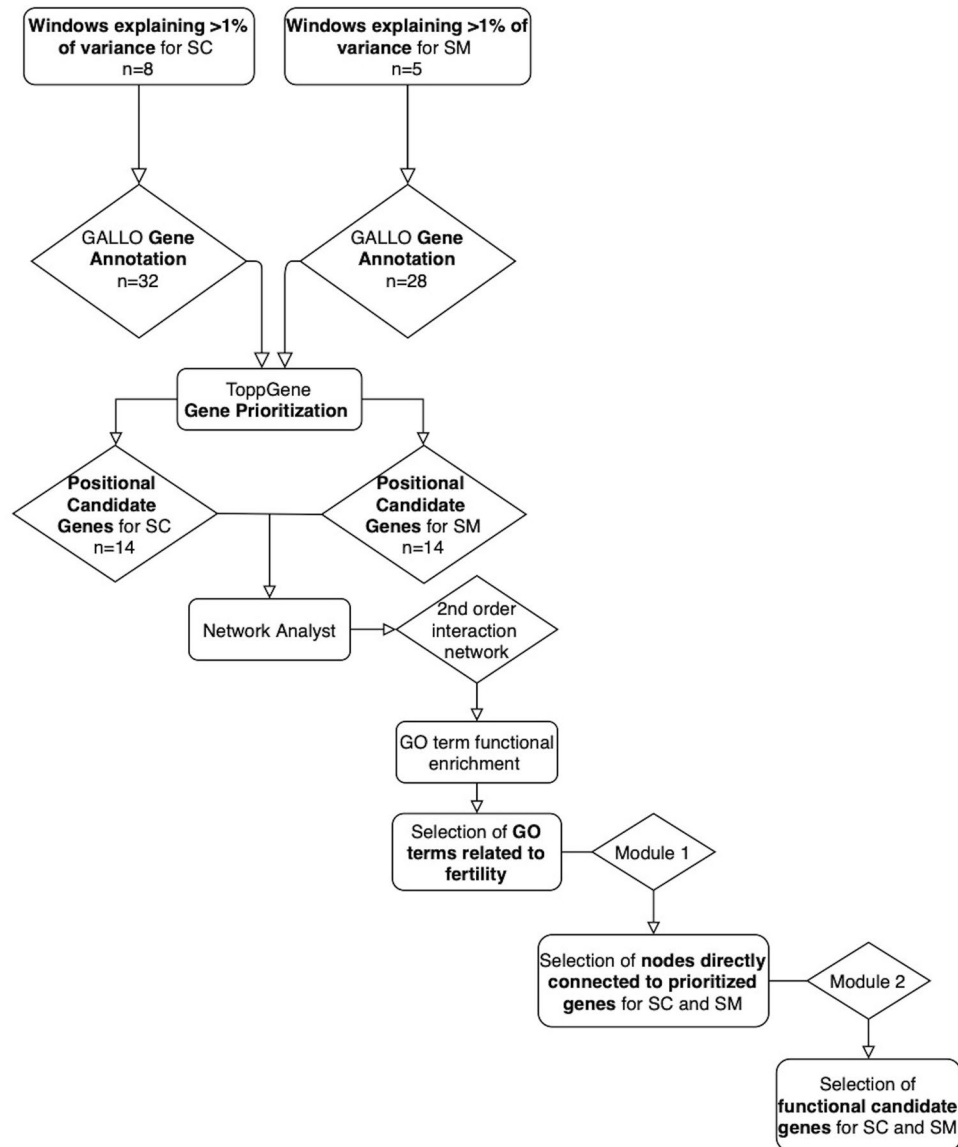 Windows explaining >1%
of variance for SC
n=8
Windows explaining >1% of
variance for SM
n=5
GALLO Gene
Annotation
n=32
GALLO Gene
Annotation
n=28
ToppGene
Gene Prioritization
Positional
Candidate
Genes for SC
n=14
Positional
Candidate
Genes for SM
n=14
Network Analyst
2nd order
interaction
network
GO term functional
enrichment
Selection of GO
terms related to
fertility
Module 1
Selection of nodes directly
connected to prioritized
genes for SC and SM
Module 2
Selection of
functional candidate
genes for SC and SM